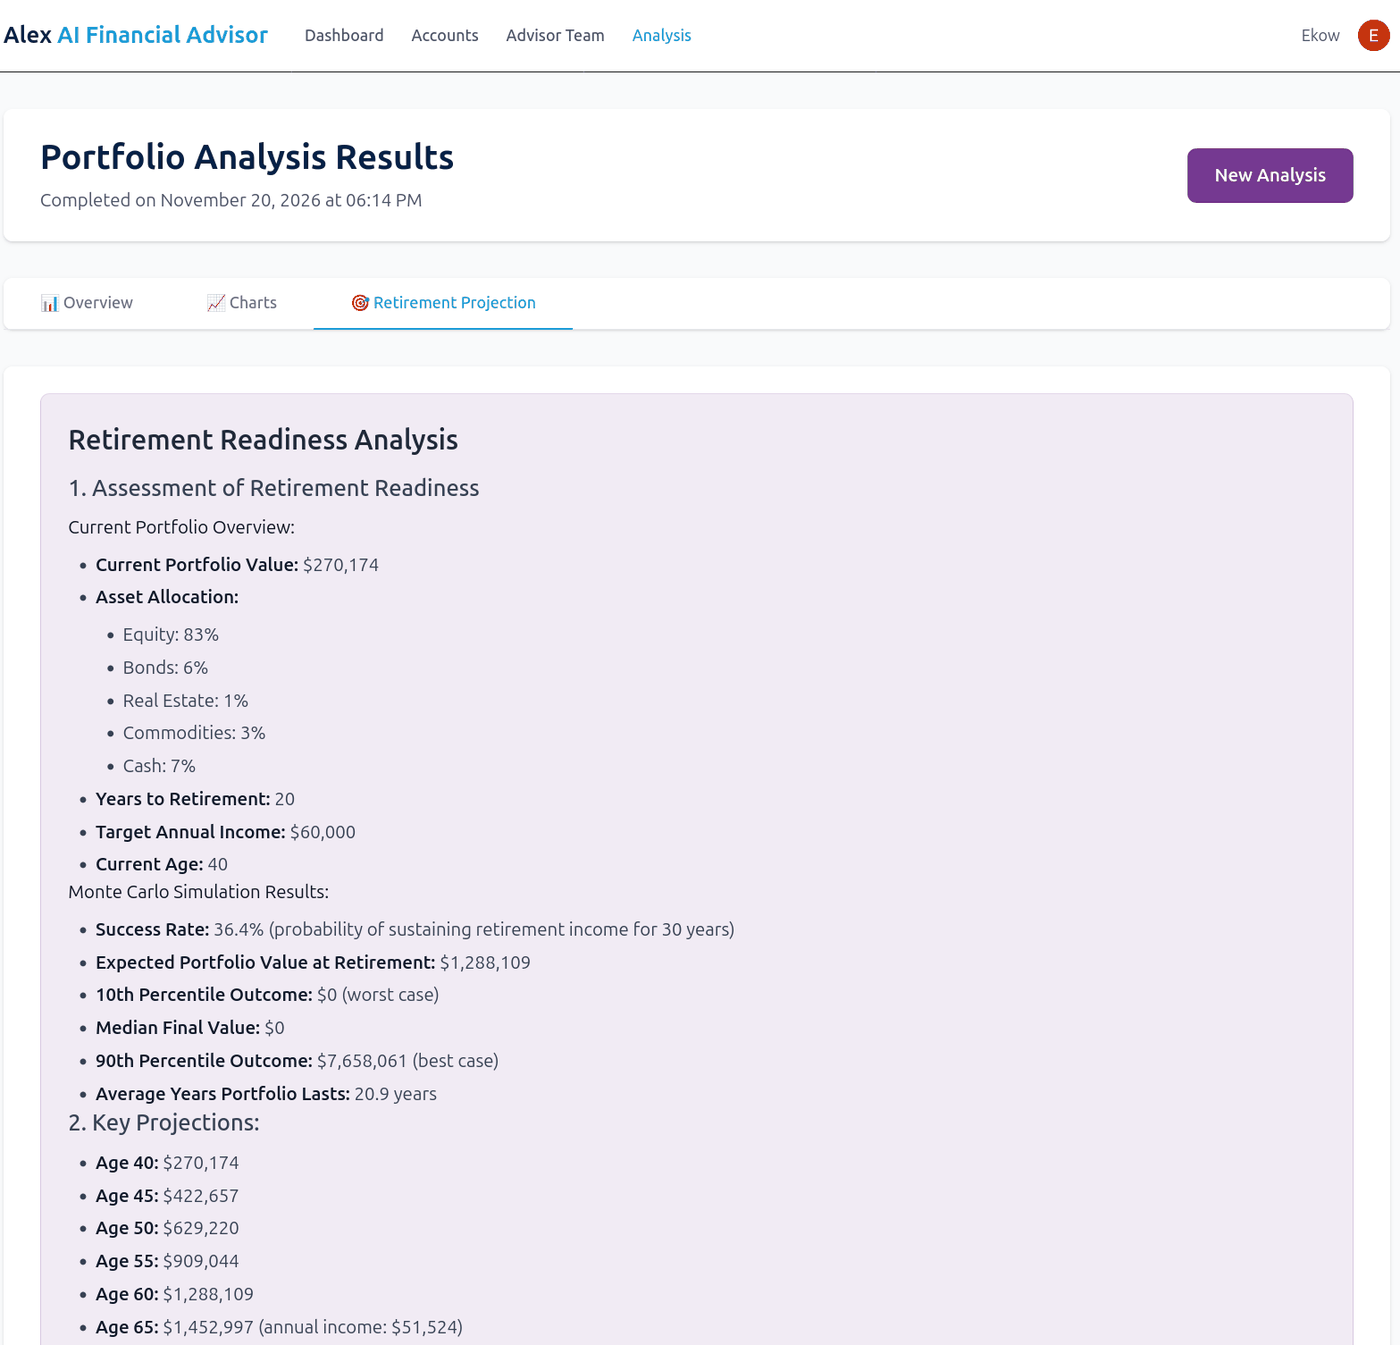 Alex AI Financial Advisor Dashboard Accounts Advisor Team Analysis Ekow E
Portfolio Analysis Results
Completed on November 20, 2026 at 06:14 PM
New Analysis
📊 Overview 📈 Charts 🎯 Retirement Projection
Retirement Readiness Analysis
1. Assessment of Retirement Readiness
Current Portfolio Overview:
• Current Portfolio Value: $270,174
• Asset Allocation:
• Equity: 83%
• Bonds: 6%
• Real Estate: 1%
• Commodities: 3%
• Cash: 7%
• Years to Retirement: 20
• Target Annual Income: $60,000
• Current Age: 40
Monte Carlo Simulation Results:
• Success Rate: 36.4% (probability of sustaining retirement income for 30 years)
• Expected Portfolio Value at Retirement: $1,288,109
• 10th Percentile Outcome: $0 (worst case)
• Median Final Value: $0
• 90th Percentile Outcome: $7,658,061 (best case)
• Average Years Portfolio Lasts: 20.9 years
2. Key Projections:
• Age 40: $270,174
• Age 45: $422,657
• Age 50: $629,220
• Age 55: $909,044
• Age 60: $1,288,109
• Age 65: $1,452,997 (annual income: $51,524)